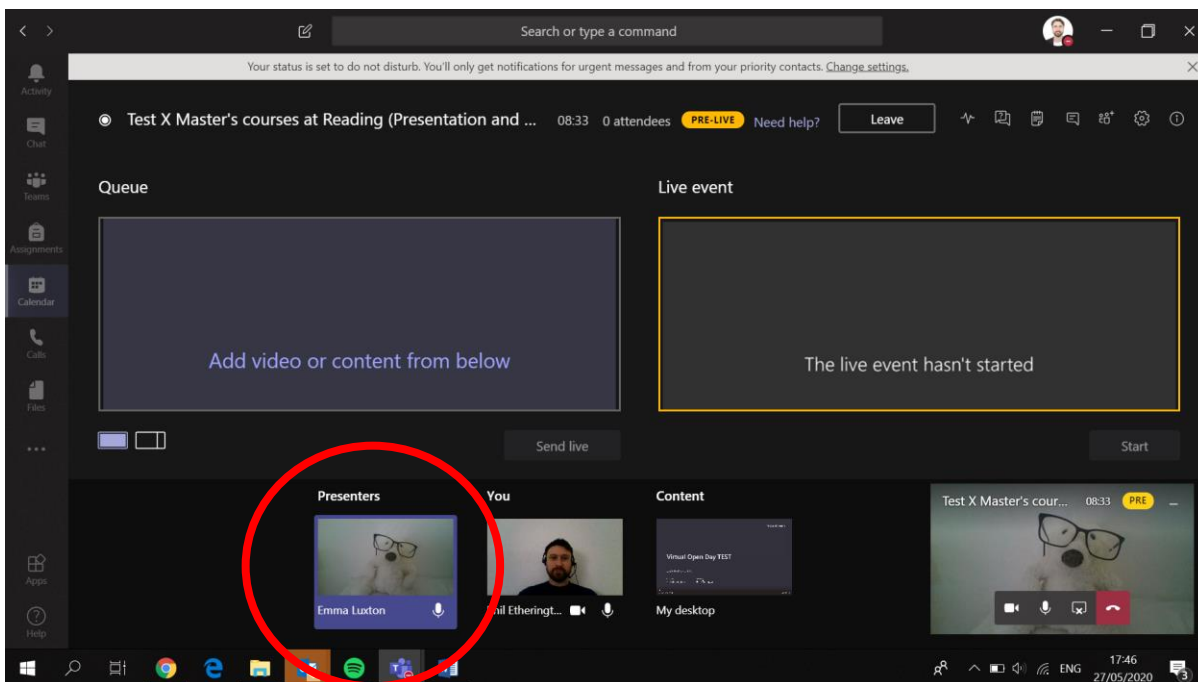 Search or type a command
Your status is set to do not disturb. You'll only get notifications for urgent messages and from your priority contacts. Change settings.
Activity
Chat
Teams
Assignments
Calendar
Calls
Files
Apps
Help
Test X Master's courses at Reading (Presentation and ... 08:33 0 attendees PRE-LIVE Need help? Leave
Queue
Live event
Add video or content from below
The live event hasn't started
Send live
Start
Presenters
You
Content
Emma Luxton
Phil Etheringt...
Virtual Open Day TEST
My desktop
Test X Master's cour... 08:33 PRE
ENG
17:46
27/05/2020
3